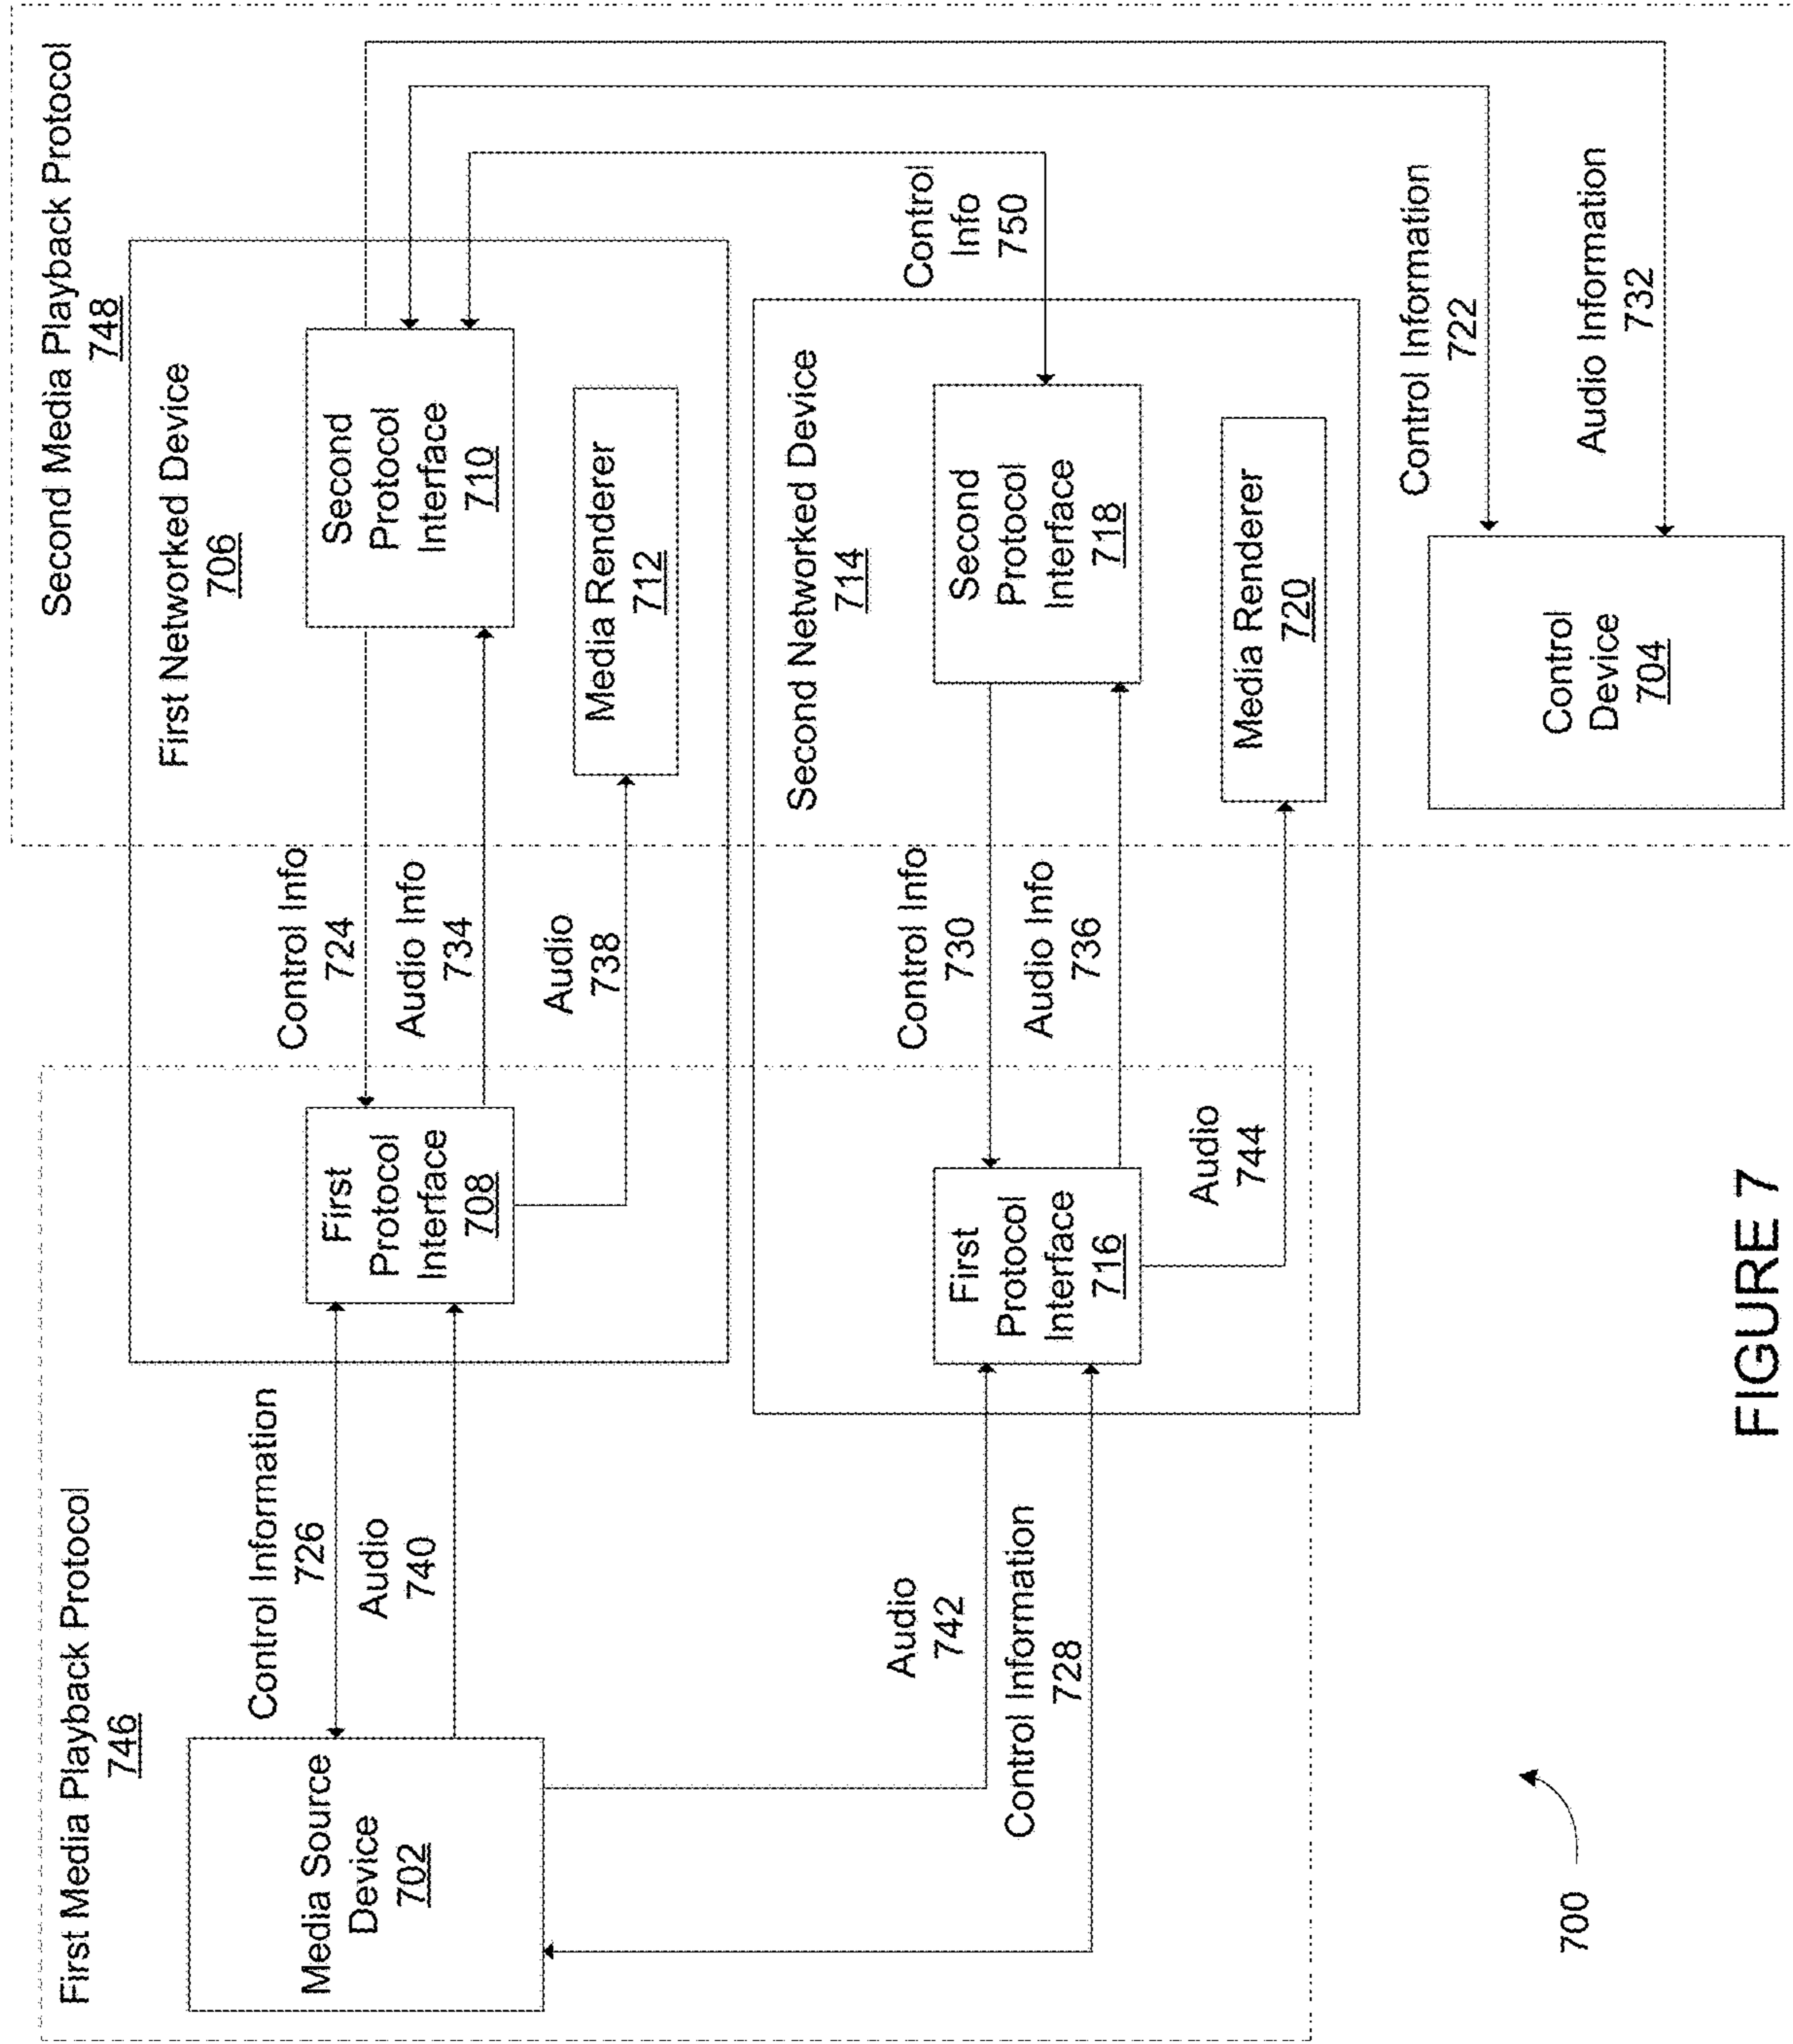 First Media Playback Protocol
746
Second Media Playback Protocol
748
Media Source
Device
702
Control Information
726
Audio
740
First Networked Device
706
First
Protocol
Interface
708
Control Info
724
Audio Info
734
Audio
738
Second
Protocol
Interface
710
Media Renderer
712
Audio
742
Control Information
728
Second Networked Device
714
First
Protocol
Interface
716
Control Info
730
Audio Info
736
Audio
744
Second
Protocol
Interface
718
Media Renderer
720
Control
Info
750
Control Information
722
Audio Information
732
Control
Device
704
700
FIGURE 7